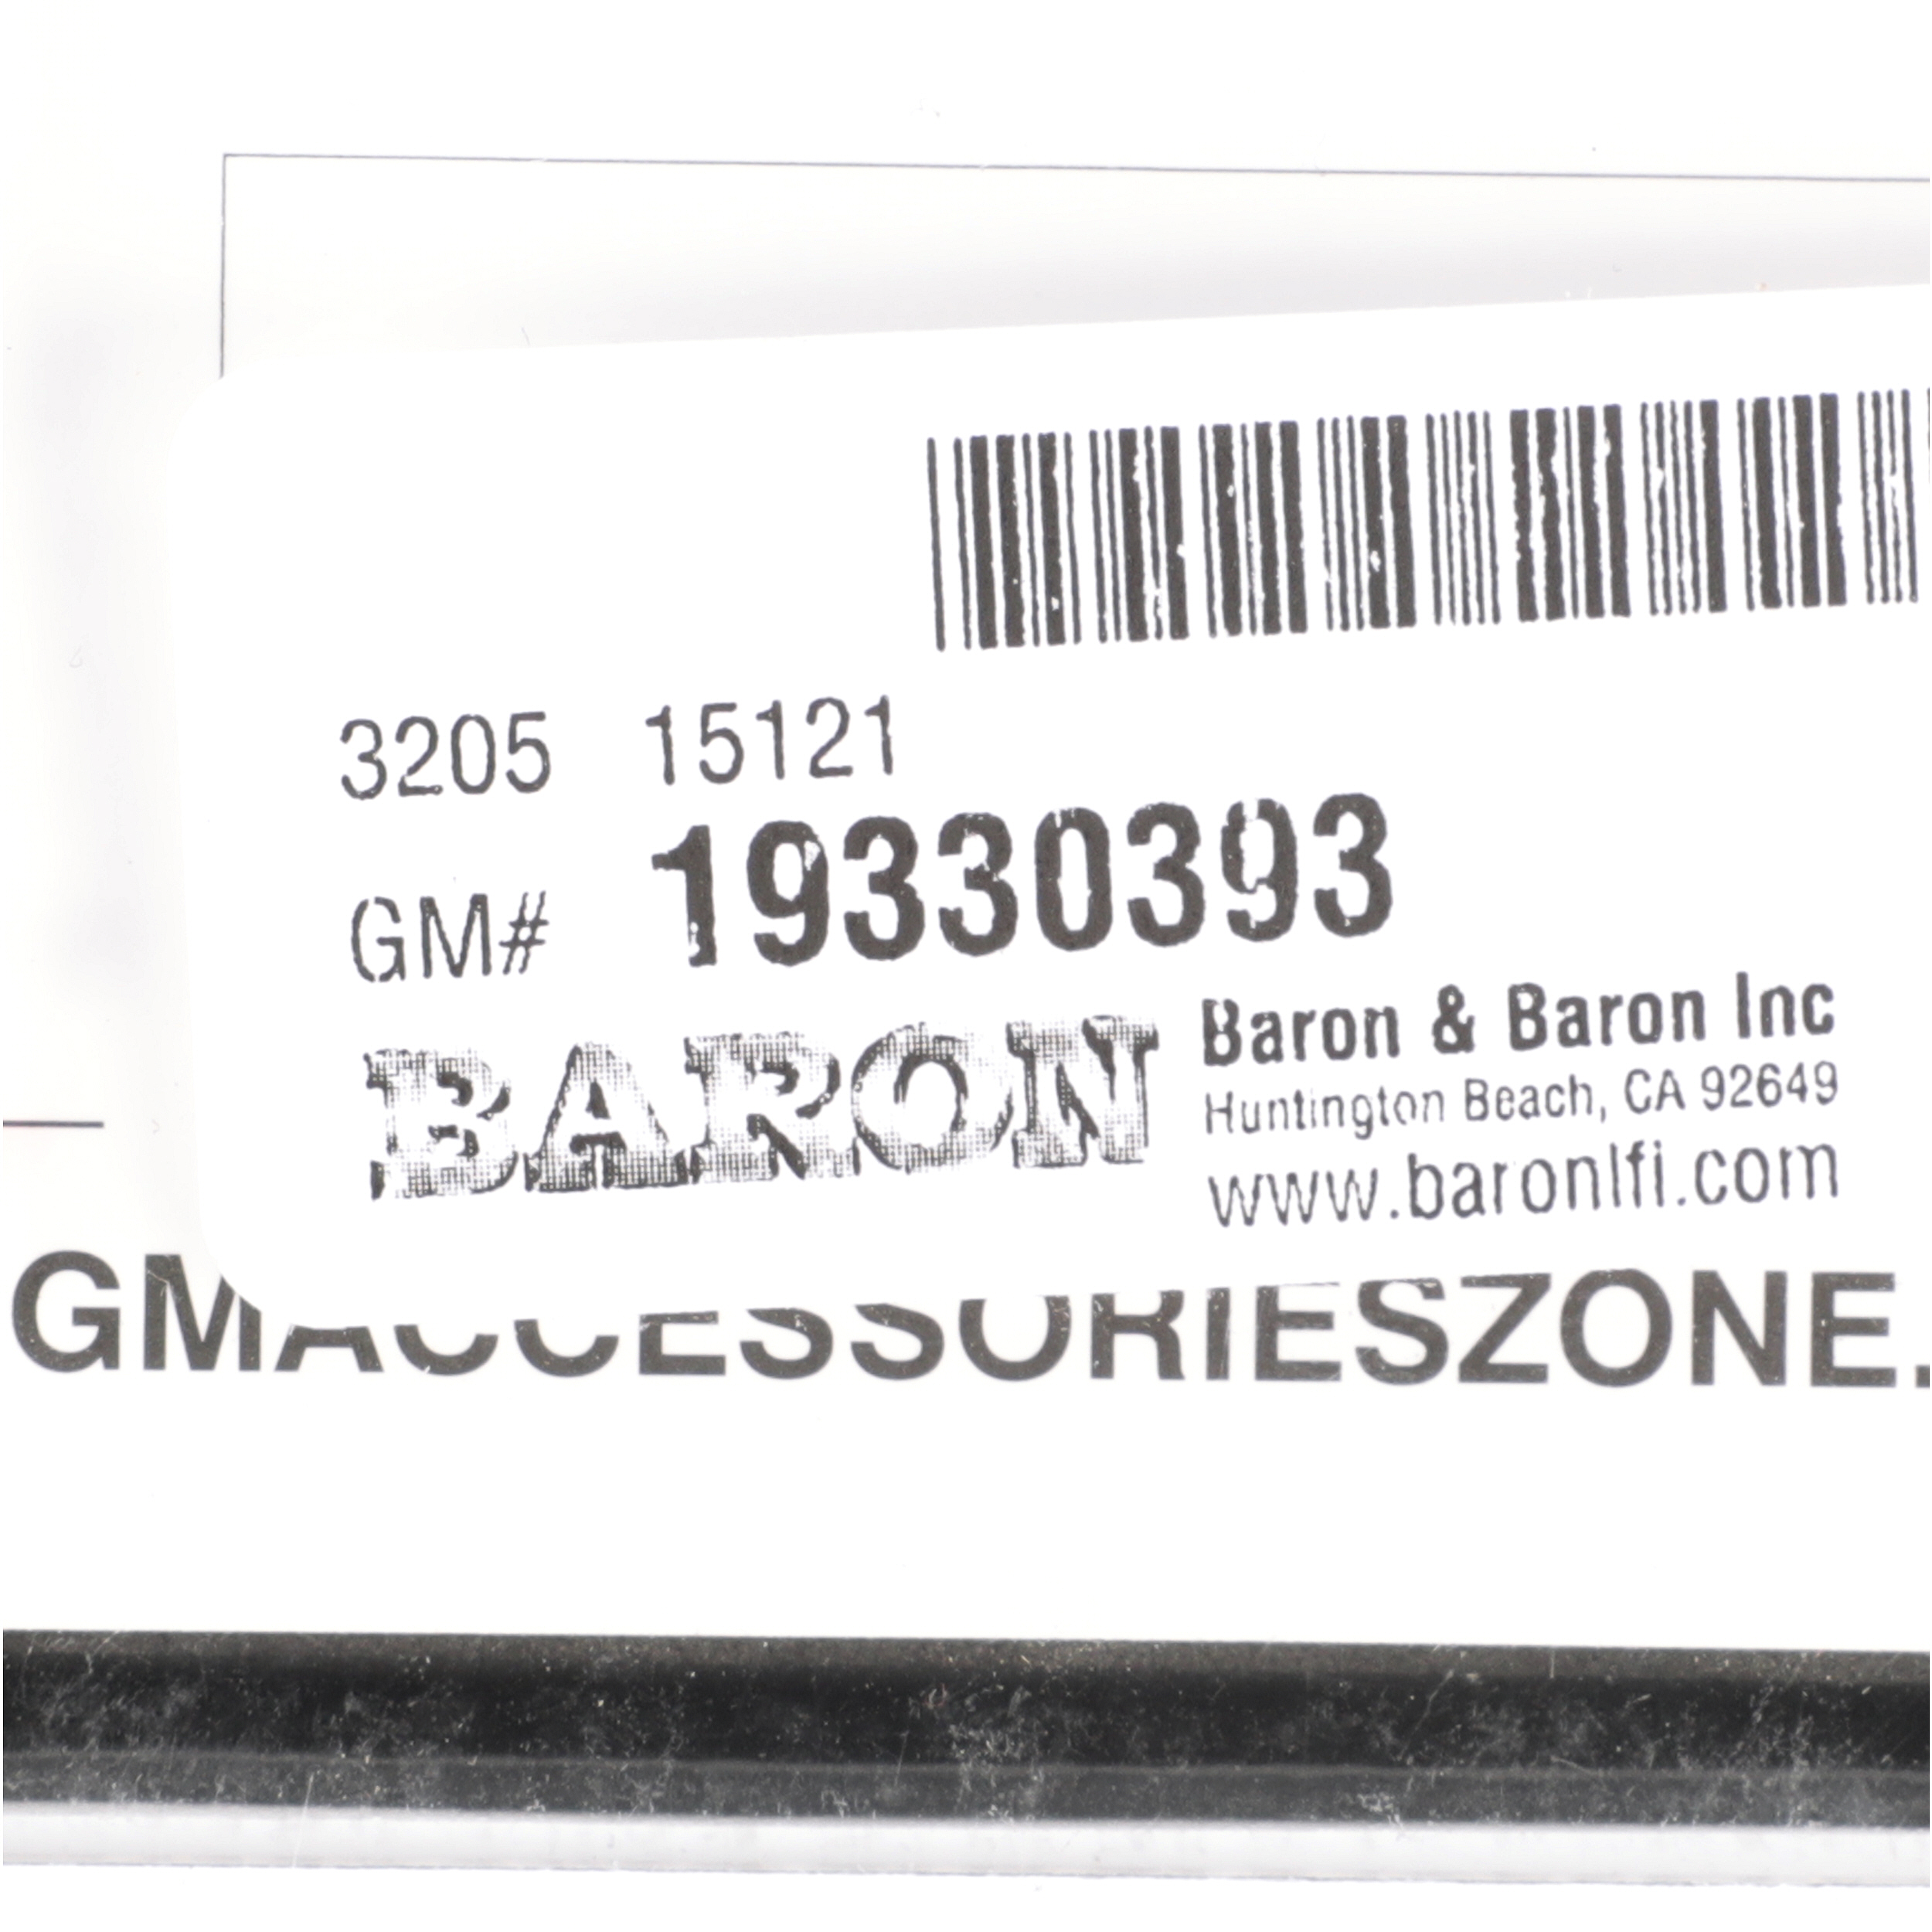 3205 15121
GM# 19330393
BARON
Baron & Baron Inc
Huntington Beach, CA 92649
www.baronlfi.com
GMACCESSORIESZONE.